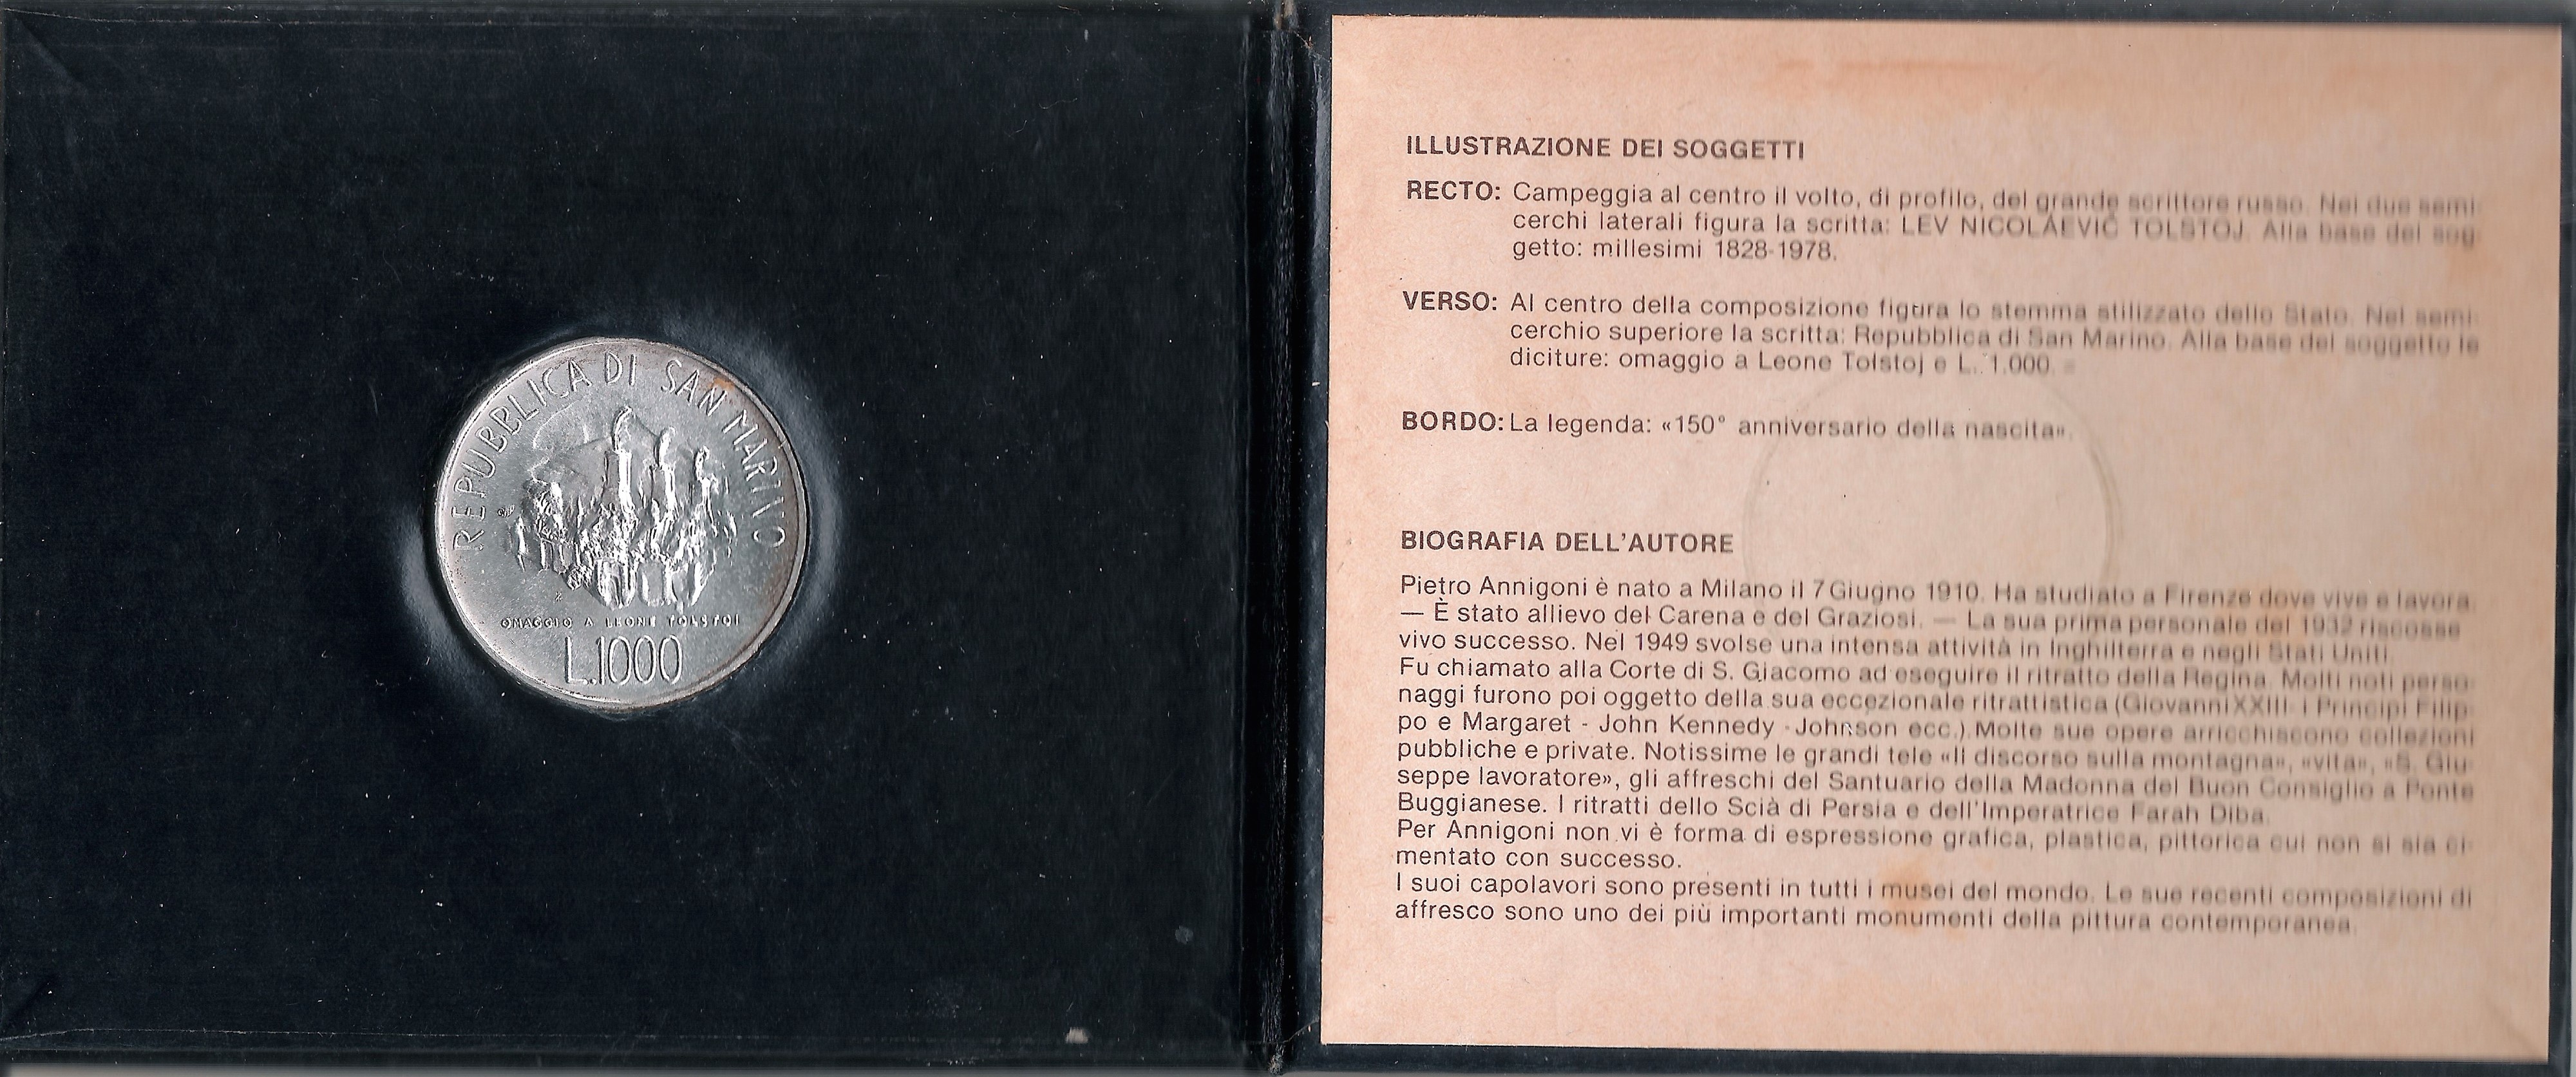 REPUBBLICA DI SAN MARINO
OMAGGIO A LEONE TOLSTOI
L.1000
ILLUSTRAZIONE DEI SOGGETTI
RECTO: Campeggia al centro il volto, di profilo, del grande scrittore russo. Nei due semi-
cerchi laterali figura la scritta: LEV NICOLÁEVIČ TOLSTOJ. Alla base del sog-
getto: millesimi 1828-1978.
VERSO: Al centro della composizione figura lo stemma stilizzato dello Stato. Nel semi-
cerchio superiore la scritta: Repubblica di San Marino. Alla base del soggetto le
diciture: omaggio a Leone Tolstoj e L. 1.000.
BORDO: La legenda: «150° anniversario della nascita».
BIOGRAFIA DELL'AUTORE
Pietro Annigoni è nato a Milano il 7 Giugno 1910. Ha studiato a Firenze dove vive e lavora.
— È stato allievo del Carena e del Graziosi. — La sua prima personale del 1932 riscosse
vivo successo. Nel 1949 svolse una intensa attività in Inghilterra e negli Stati Uniti.
Fu chiamato alla Corte di S. Giacomo ad eseguire il ritratto della Regina. Molti noti perso-
naggi furono poi oggetto della sua eccezionale ritrattistica (Giovanni XXIII- i Principi Filip-
po e Margaret - John Kennedy - Johnson ecc.). Molte sue opere arricchiscono collezioni
pubbliche e private. Notissime le grandi tele «Il discorso sulla montagna», «vita», «S. Giu-
seppe lavoratore», gli affreschi del Santuario della Madonna del Buon Consiglio a Ponte
Buggianese. I ritratti dello Scià di Persia e dell'Imperatrice Farah Diba.
Per Annigoni non vi è forma di espressione grafica, plastica, pittorica cui non si sia ci-
mentato con successo.
I suoi capolavori sono presenti in tutti i musei del mondo. Le sue recenti composizioni di
affresco sono uno dei più importanti monumenti della pittura contemporanea.